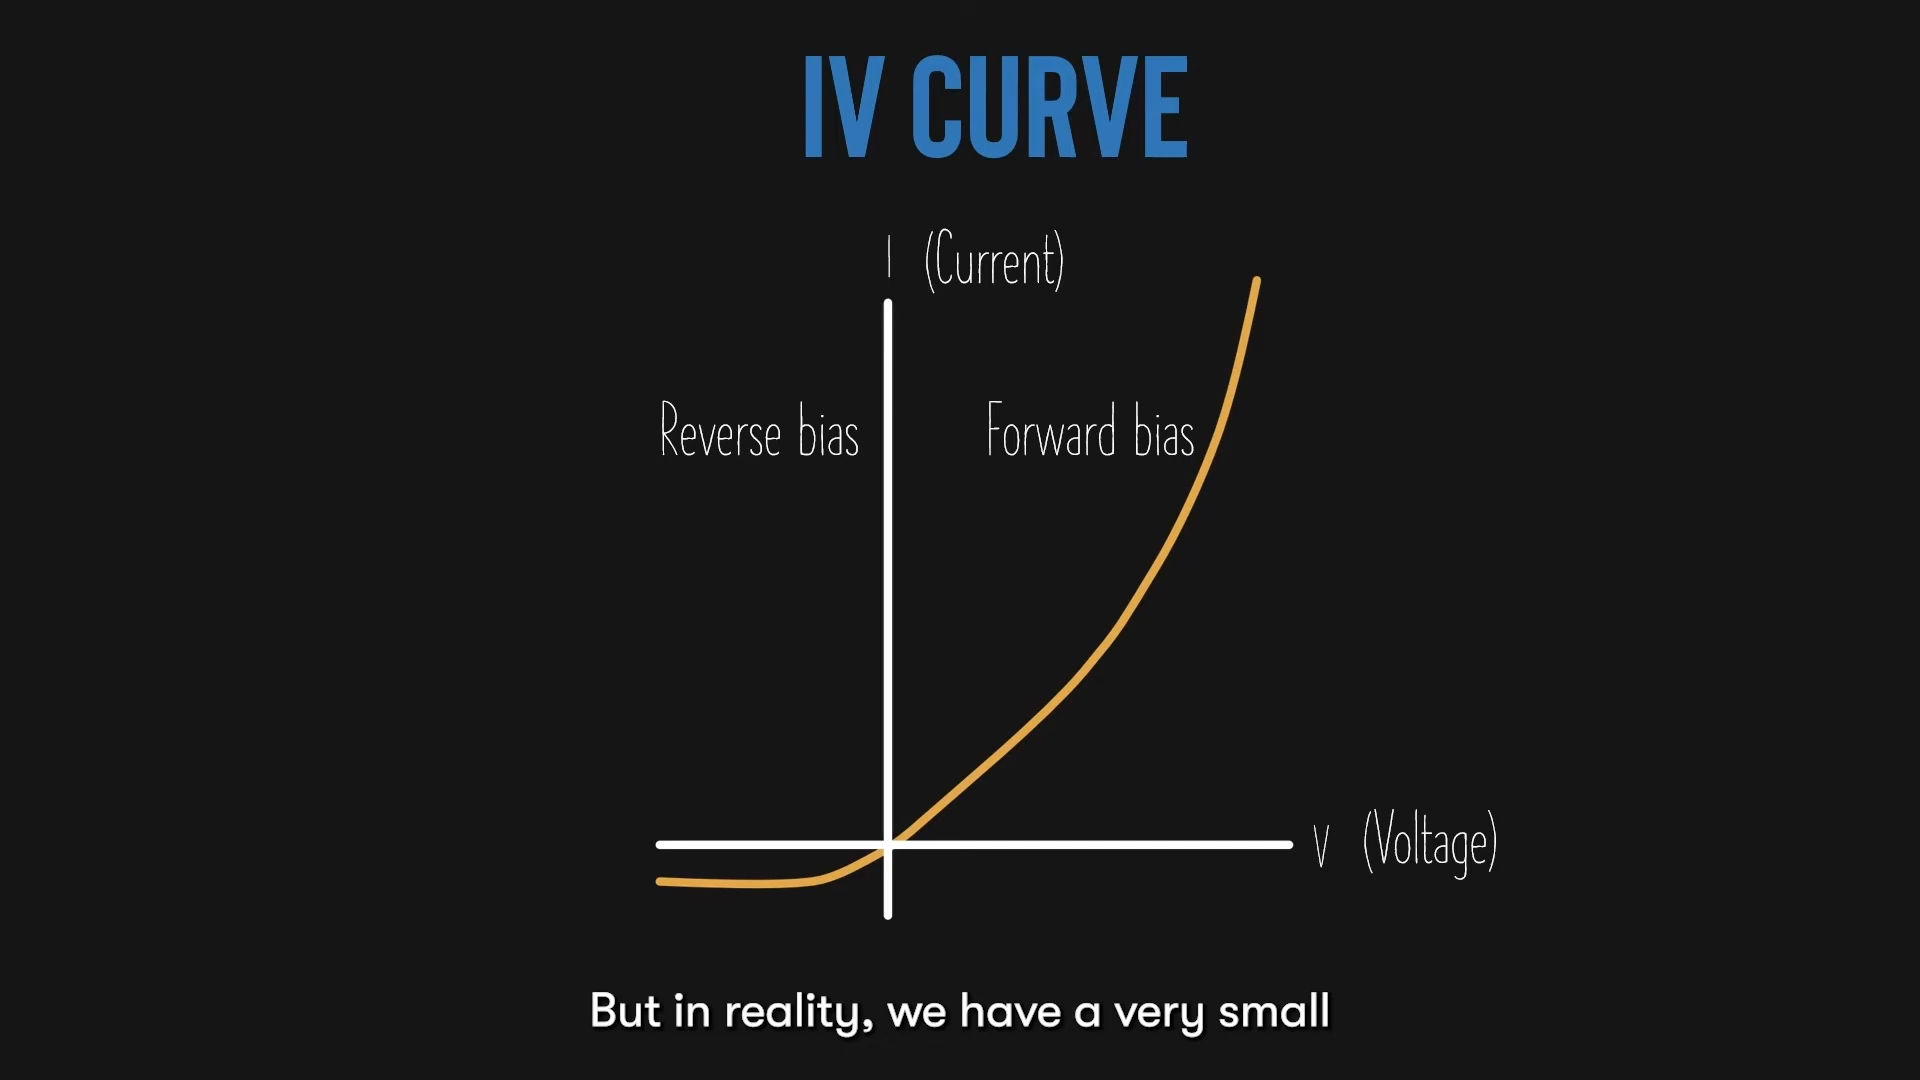 IV CURVE
I (Current)
Reverse bias
Forward bias
V (Voltage)
But in reality, we have a very small